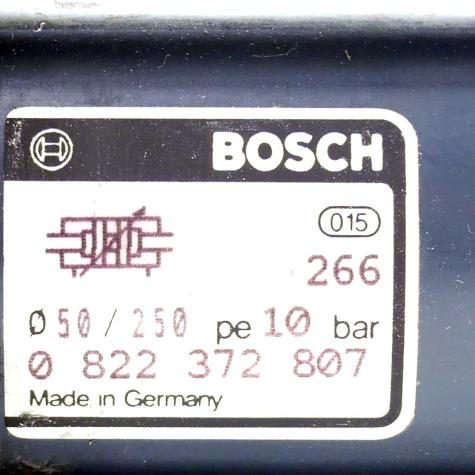 BOSCH
015
266
Ø 50 / 250 pe 10 bar
0 822 372 807
Made in Germany